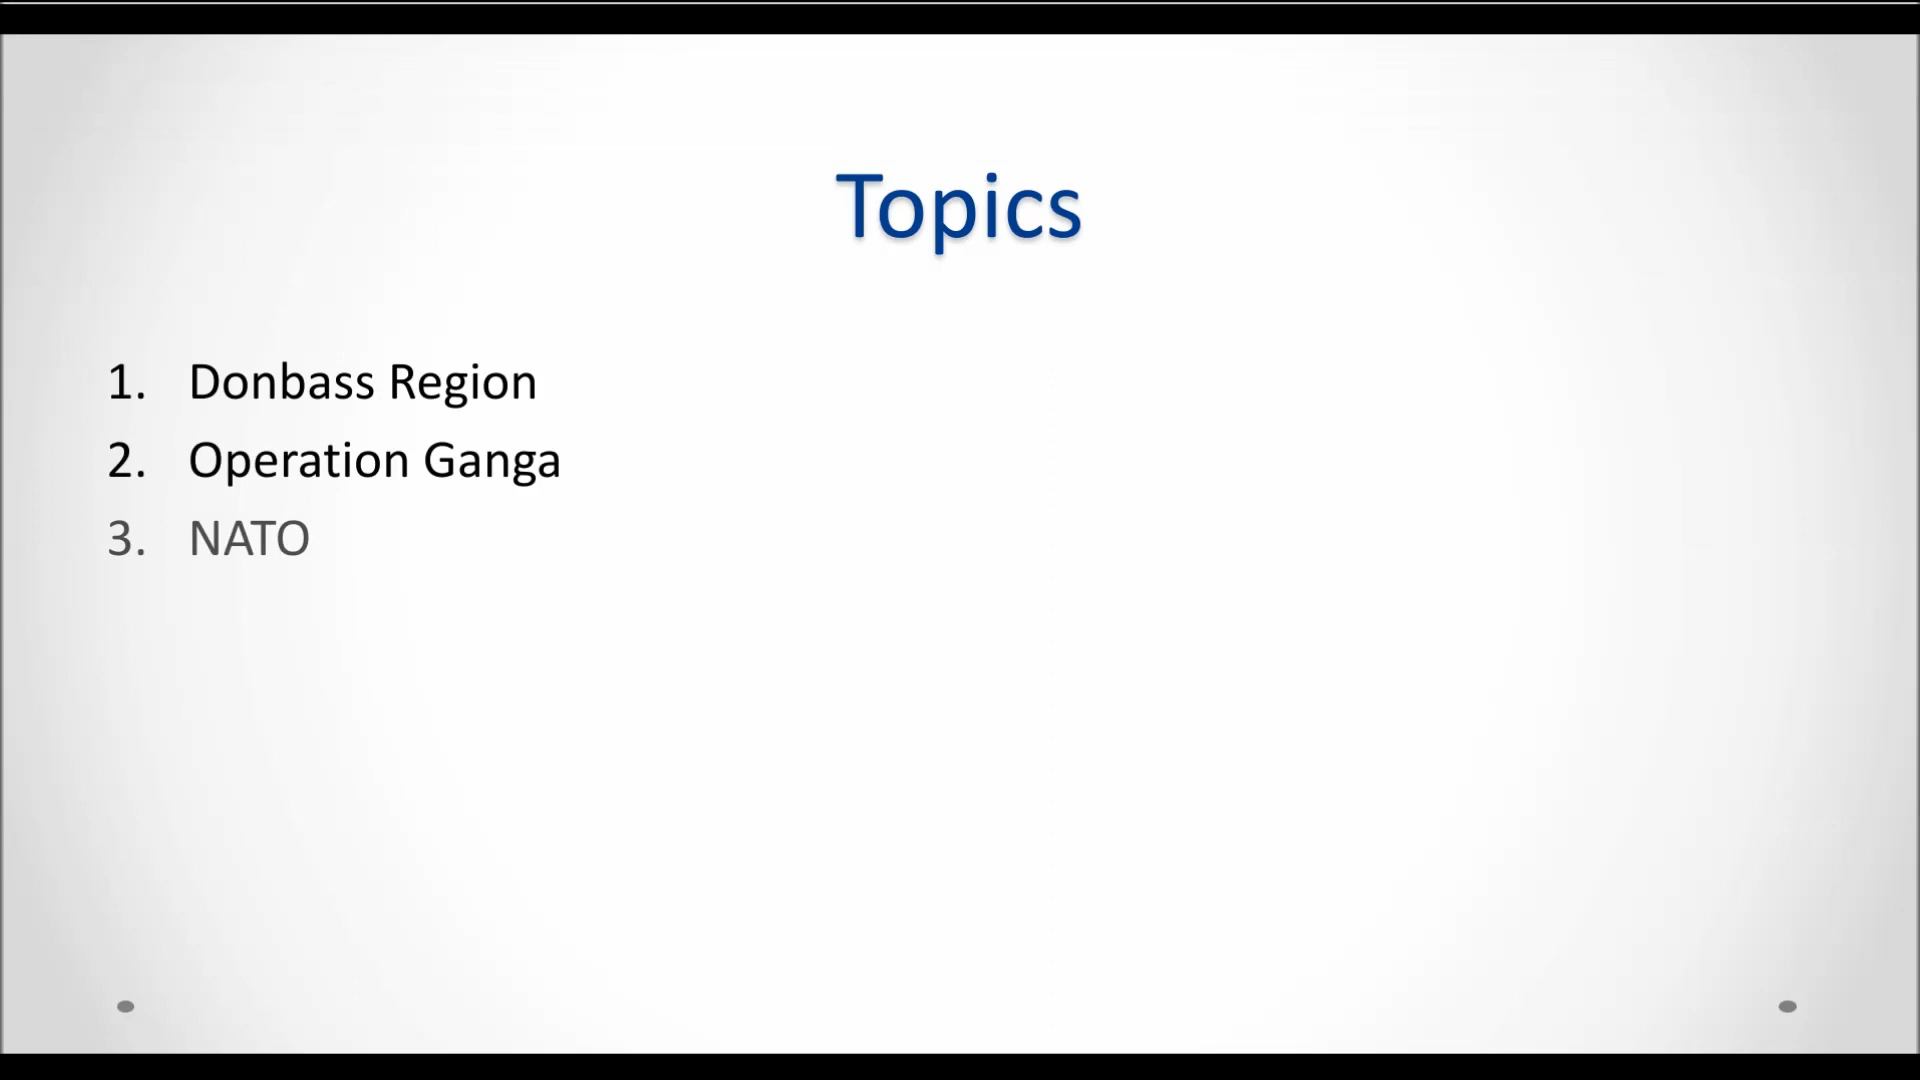 Topics
1. Donbass Region
2. Operation Ganga
3. NATO